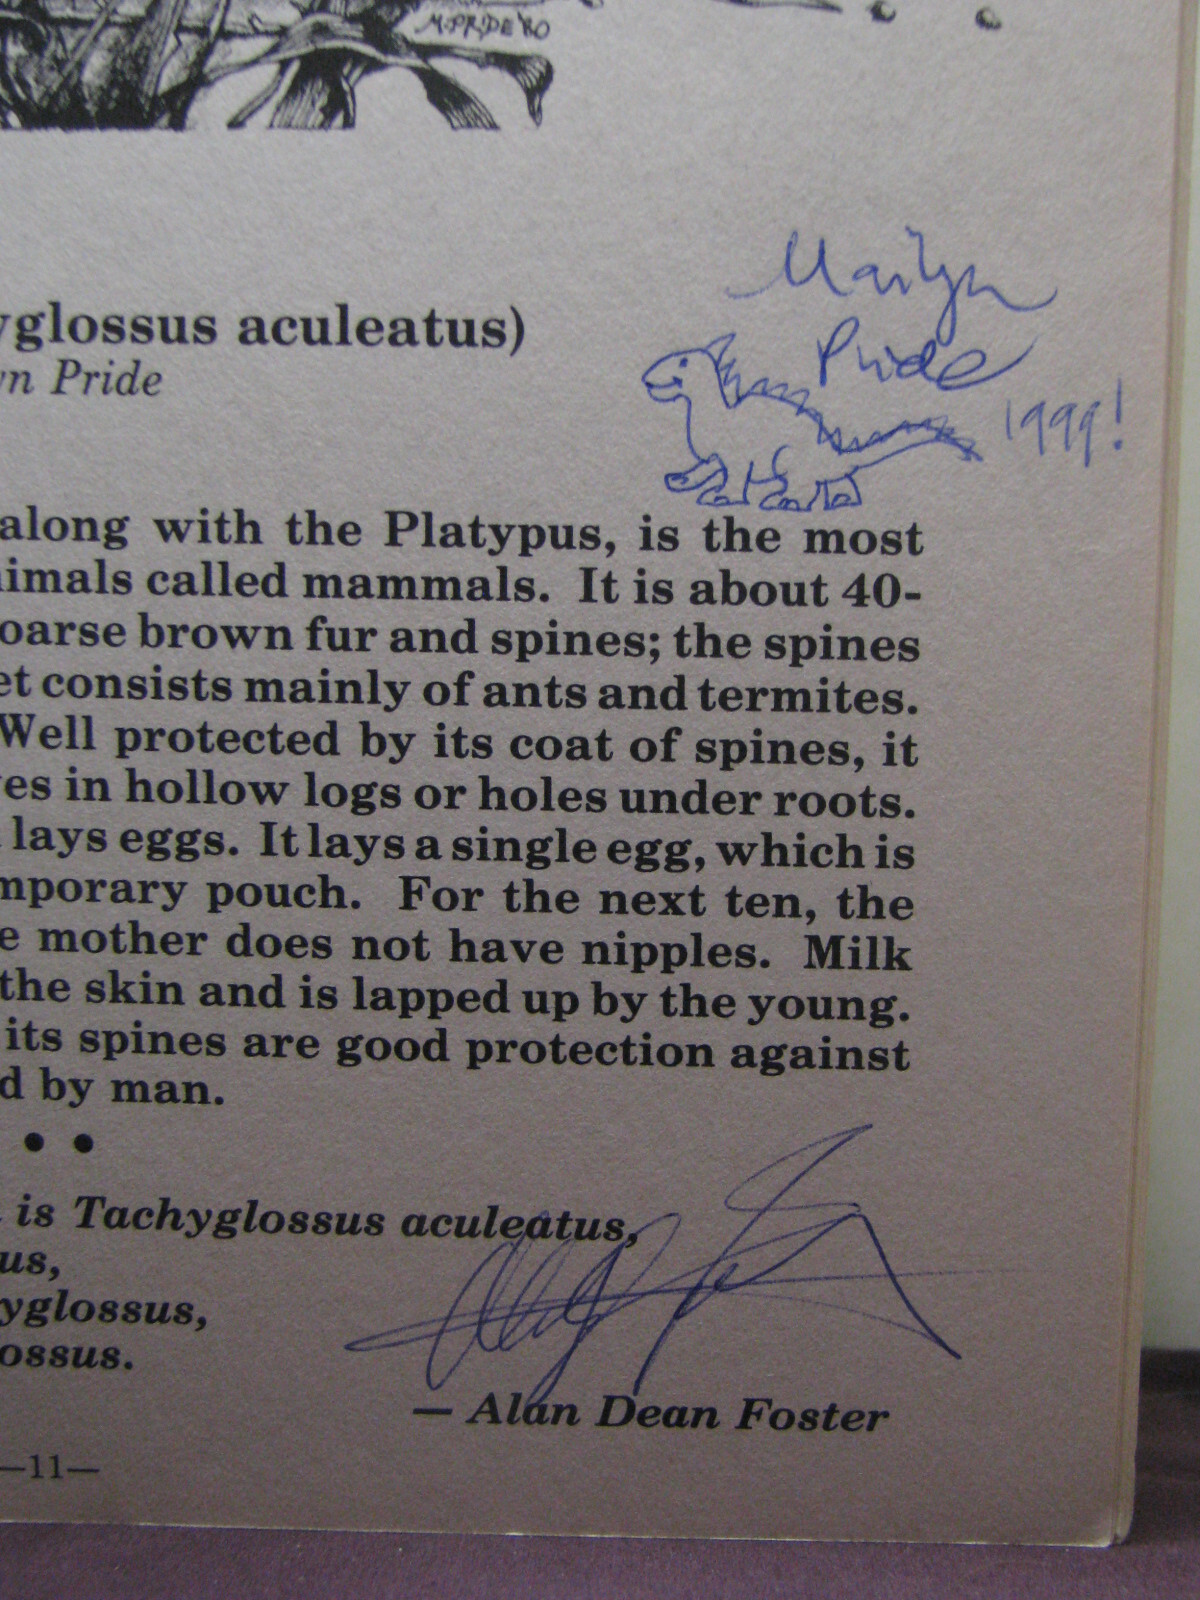 M•PRIDE '80
yglossus aculeatus)
yn Pride
Marilyn
Pride
1999!
along with the Platypus, is the most
nimals called mammals. It is about 40-
oarse brown fur and spines; the spines
et consists mainly of ants and termites.
Well protected by its coat of spines, it
ves in hollow logs or holes under roots.
lays eggs. It lays a single egg, which is
mporary pouch. For the next ten, the
e mother does not have nipples. Milk
the skin and is lapped up by the young.
its spines are good protection against
d by man.
• •
is Tachyglossus aculeatus,
us,
yglossus,
ossus.
— Alan Dean Foster
—11—